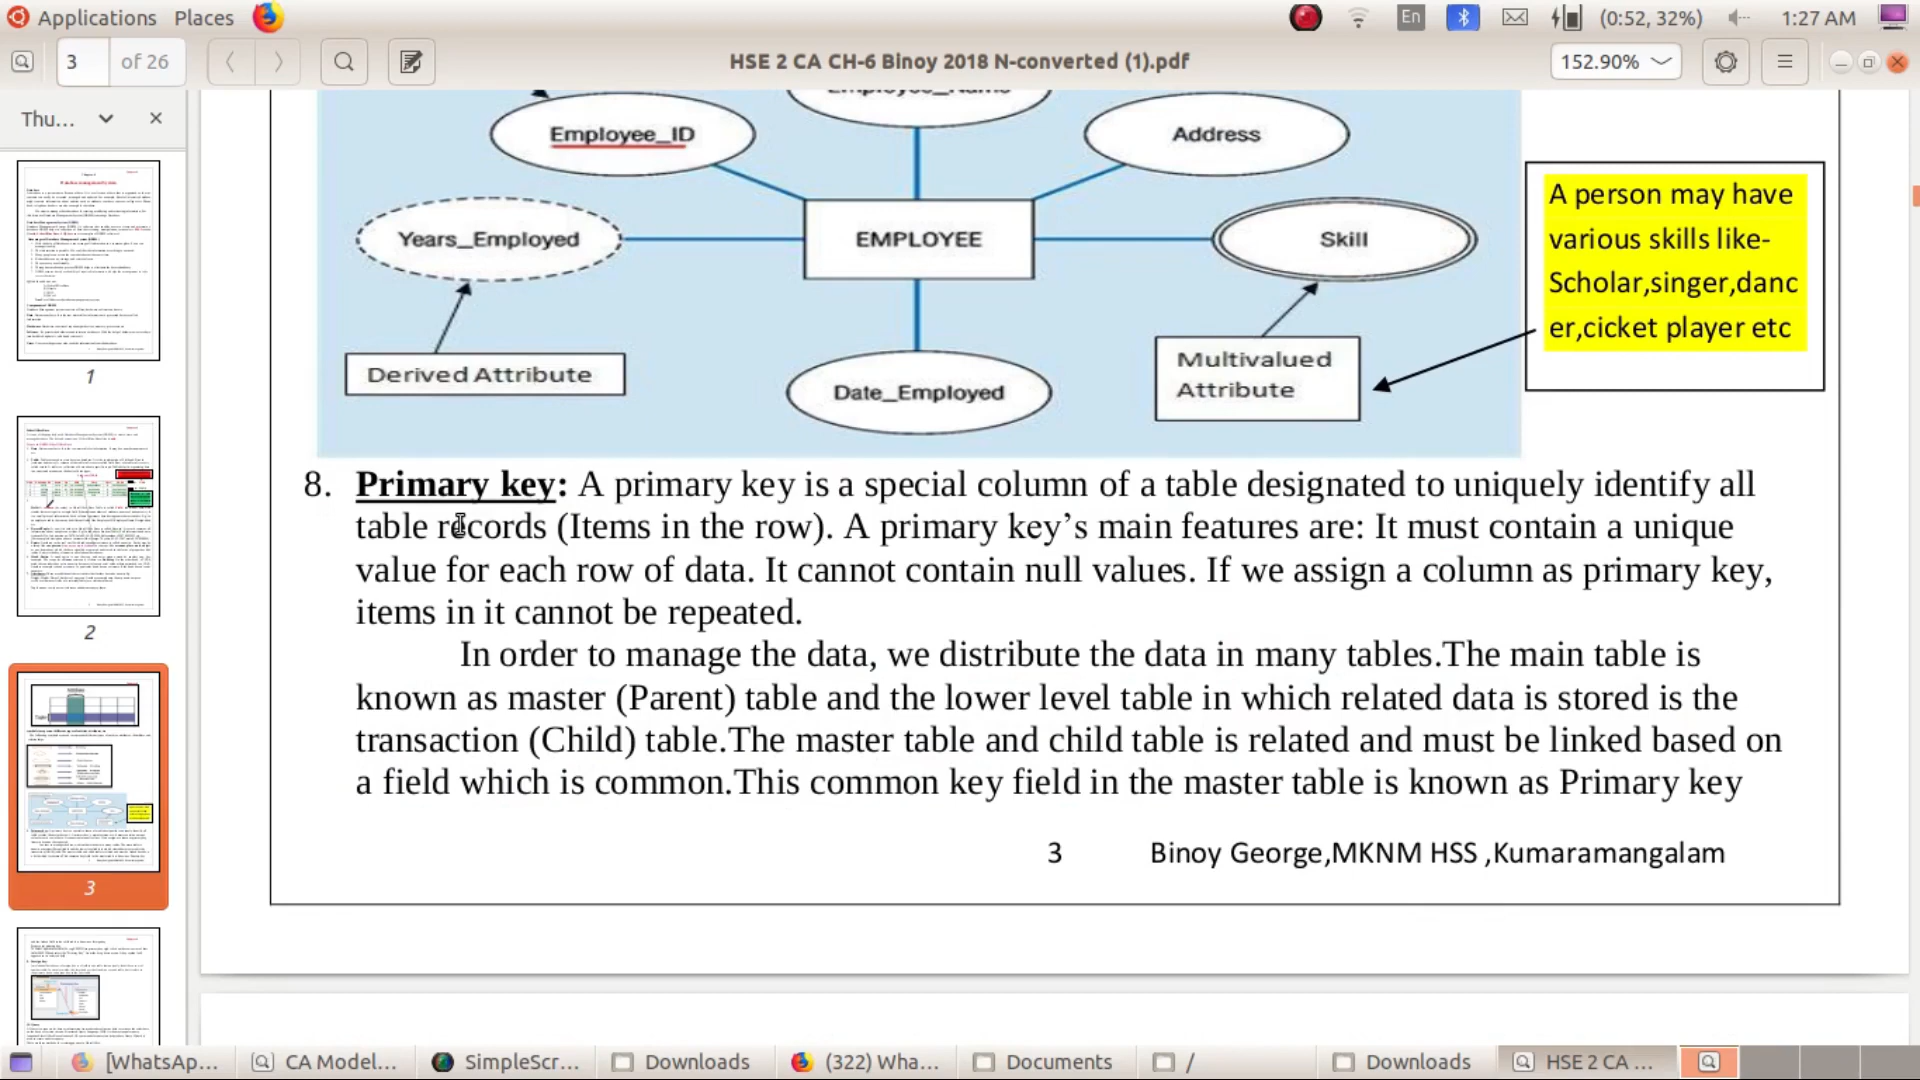 Applications Places En (0:52, 32%) 1:27 AM
3 of 26 HSE 2 CA CH-6 Binoy 2018 N-converted (1).pdf 152.90%
Thu...
1
2
3
Employee_Name
Employee_ID Address
Years_Employed EMPLOYEE Skill
Derived Attribute Date_Employed Multivalued
Attribute
A person may have
various skills like-
Scholar,singer,danc
er,cicket player etc
8. Primary key: A primary key is a special column of a table designated to uniquely identify all
table records (Items in the row). A primary key’s main features are: It must contain a unique
value for each row of data. It cannot contain null values. If we assign a column as primary key,
items in it cannot be repeated.
In order to manage the data, we distribute the data in many tables.The main table is
known as master (Parent) table and the lower level table in which related data is stored is the
transaction (Child) table.The master table and child table is related and must be linked based on
a field which is common.This common key field in the master table is known as Primary key
3 Binoy George,MKNM HSS ,Kumaramangalam
[WhatsAp... CA Model... SimpleScr... Downloads (322) Wha... Documents / Downloads HSE 2 CA ...